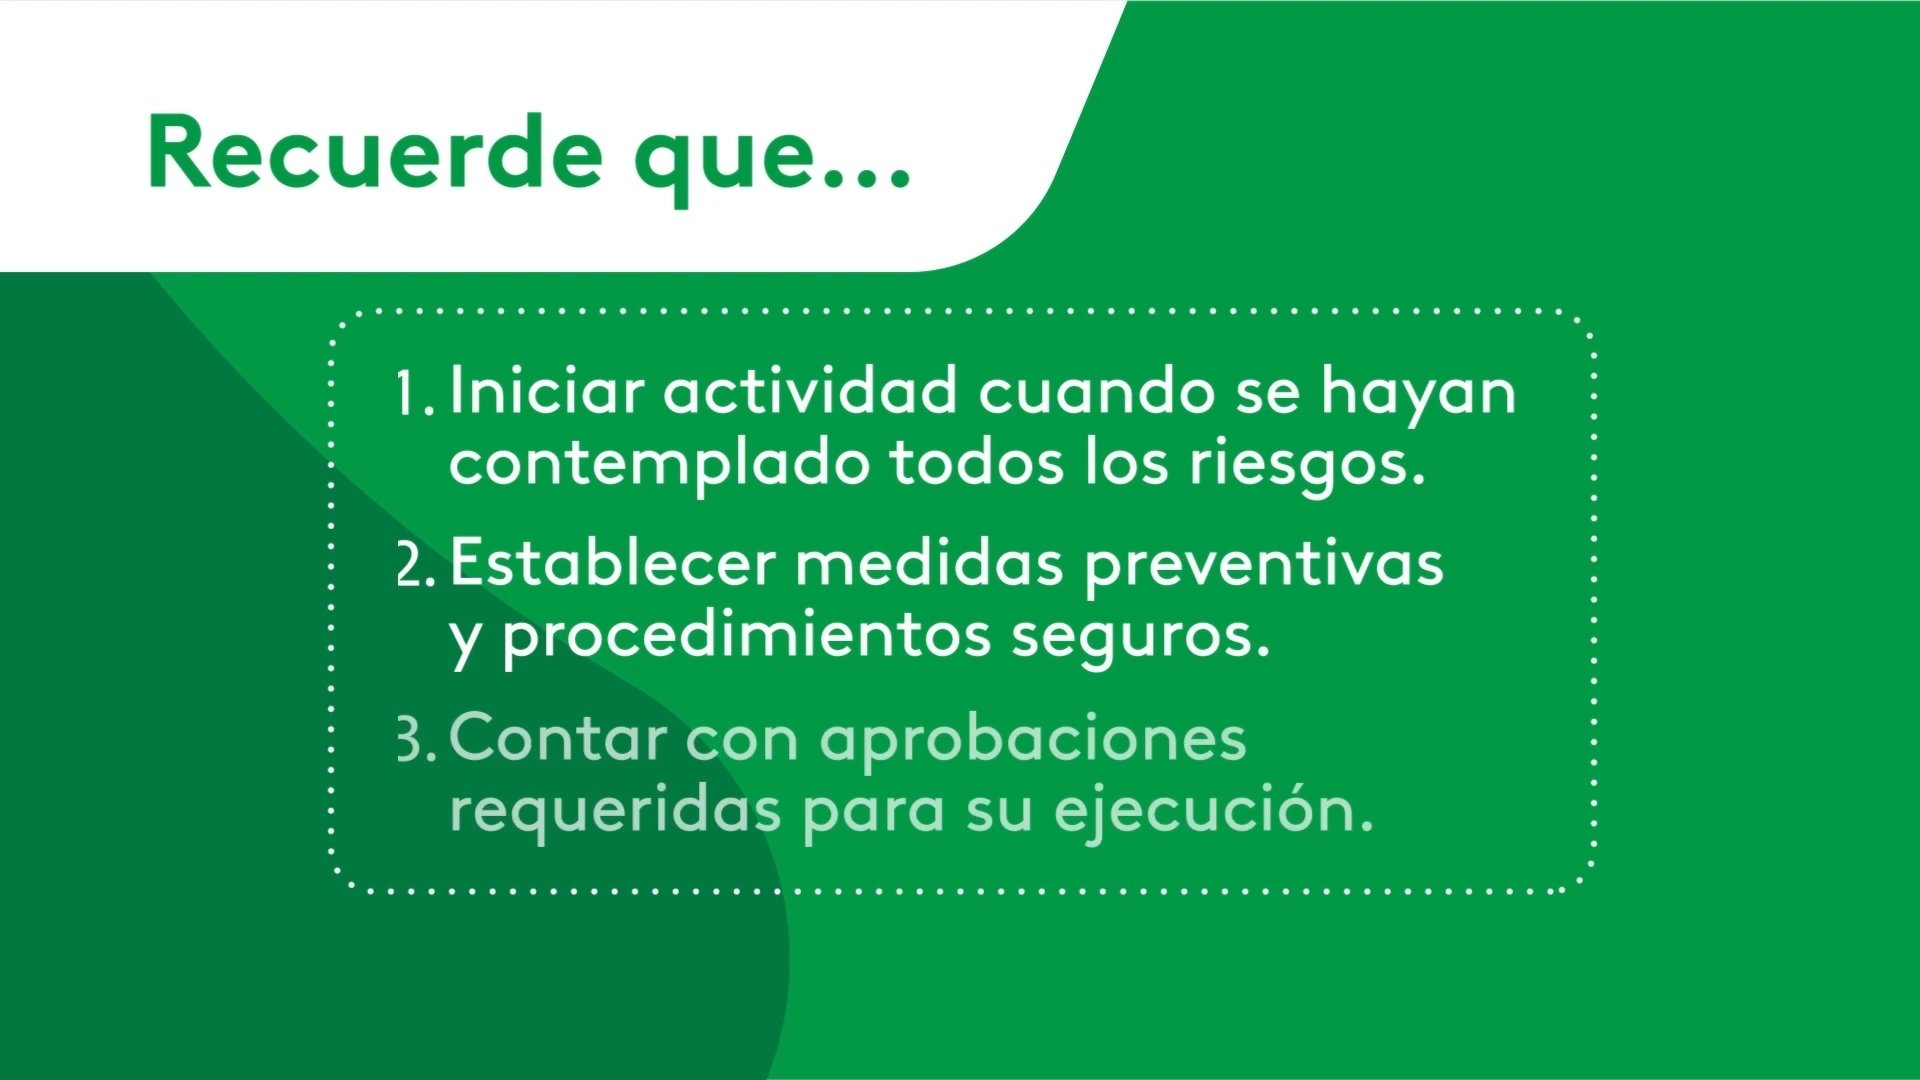 Recuerde que...
1. Iniciar actividad cuando se hayan
contemplado todos los riesgos.
2. Establecer medidas preventivas
y procedimientos seguros.
3. Contar con aprobaciones
requeridas para su ejecución.